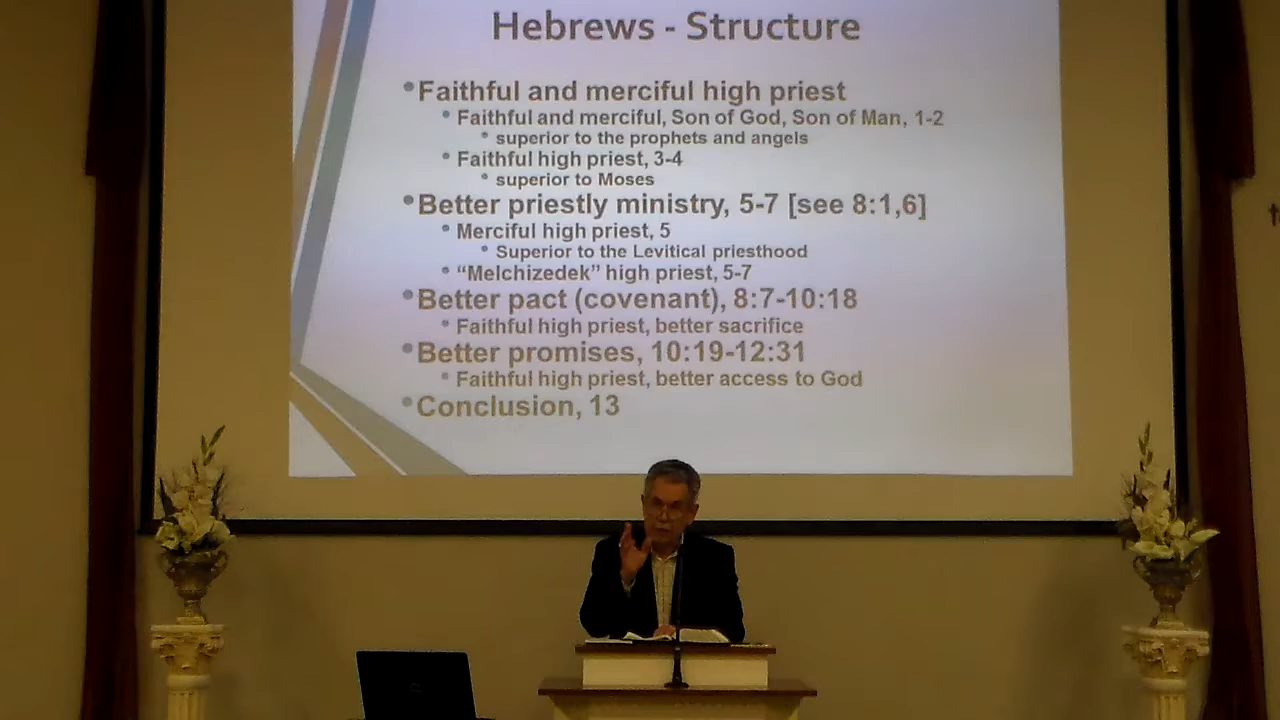 Hebrews - Structure
•Faithful and merciful high priest
•Faithful and merciful, Son of God, Son of Man, 1-2
•superior to the prophets and angels
•Faithful high priest, 3-4
•superior to Moses
•Better priestly ministry, 5-7 [see 8:1,6]
•Merciful high priest, 5
•Superior to the Levitical priesthood
•“Melchizedek” high priest, 5-7
•Better pact (covenant), 8:7-10:18
•Faithful high priest, better sacrifice
•Better promises, 10:19-12:31
•Faithful high priest, better access to God
•Conclusion, 13